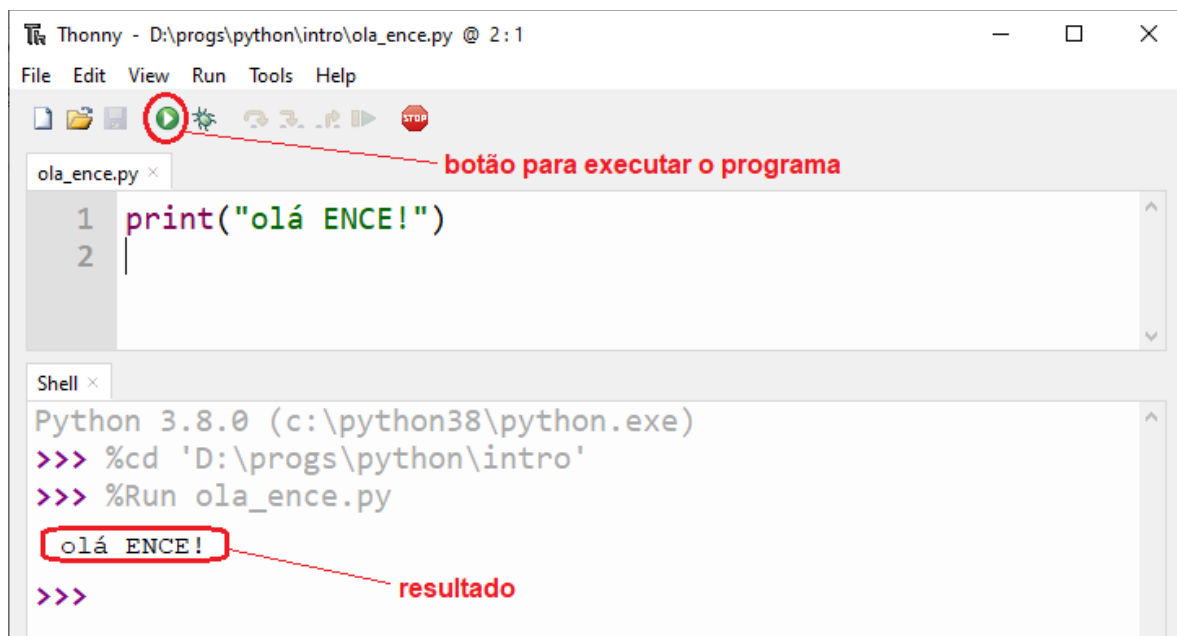 Thonny - D:\progs\python\intro\ola_ence.py @ 2:1
File Edit View Run Tools Help
STOP
botão para executar o programa
ola_ence.py ×
1 print("olá ENCE!")
2
Shell ×
Python 3.8.0 (c:\python38\python.exe)
>>> %cd 'D:\progs\python\intro'
>>> %Run ola_ence.py
olá ENCE!
resultado
>>>